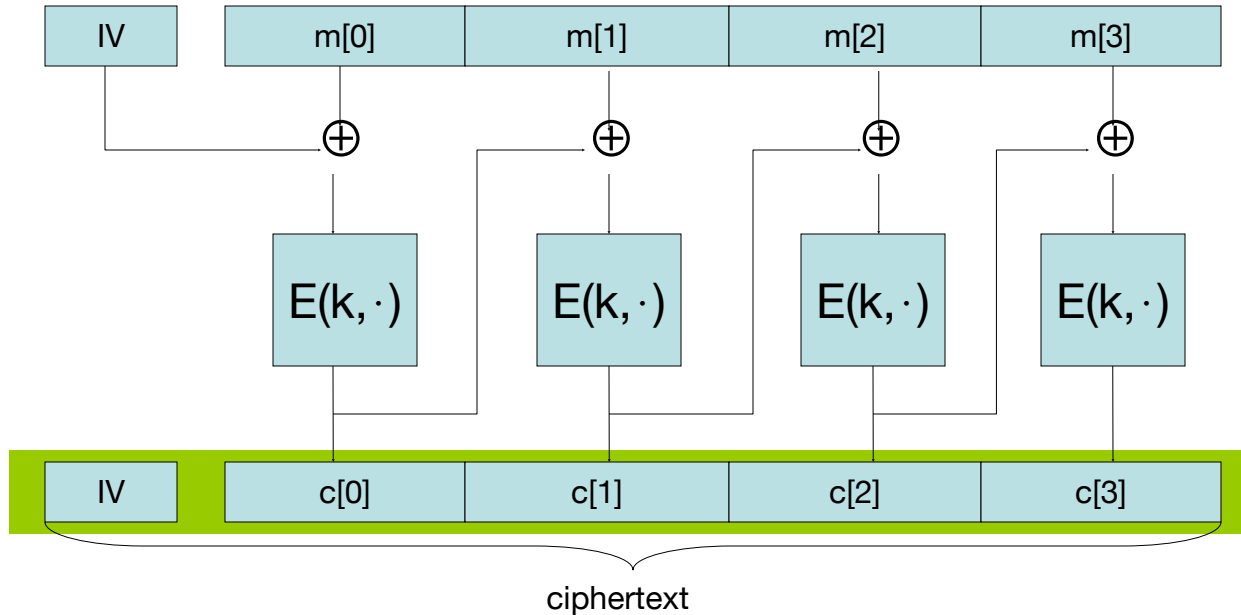 IV m[0] m[1] m[2] m[3]
E(k, ·) E(k, ·) E(k, ·) E(k, ·)
IV c[0] c[1] c[2] c[3]
ciphertext